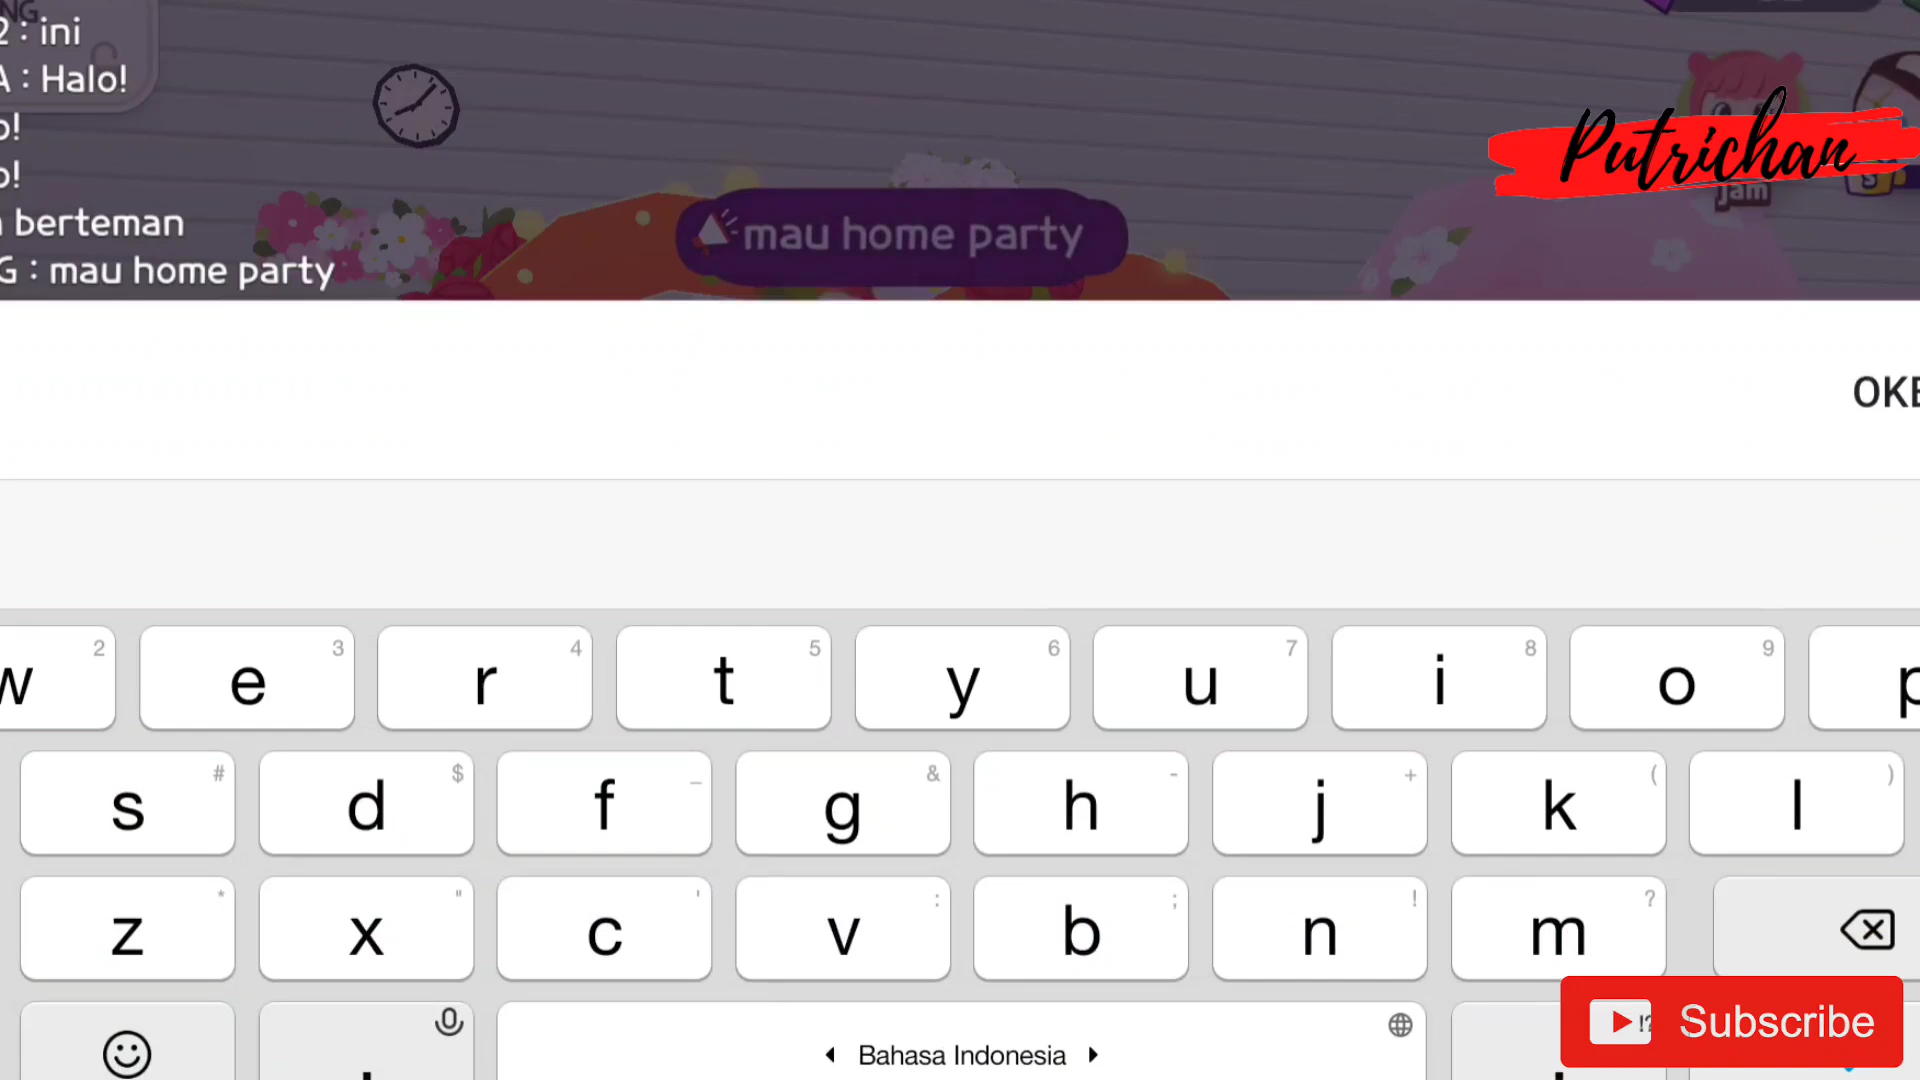 2 : ini
A : Halo!
o!
o!
berteman
G : mau home party
mau home party
Putrichan
jam
OKE
w 2 e 3 r 4 t 5 y 6 u 7 i 8 o 9 p
s # d $ f _ g & h - j + k ( l )
z * x " c ' v : b ; n ! m ?
Bahasa Indonesia
!?
Subscribe